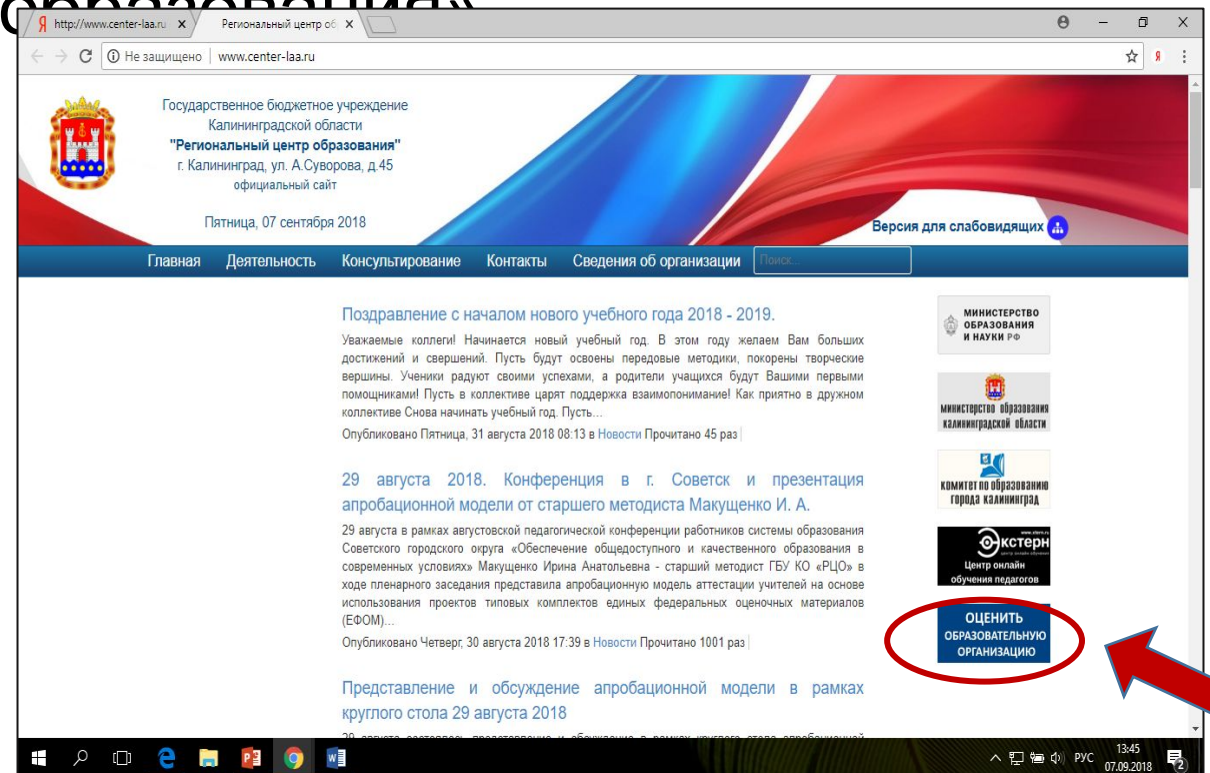 образования»
http://www.center-laa.ru
Региональный центр об
Не защищено | www.center-laa.ru
Государственное бюджетное учреждение
Калининградской области
"Региональный центр образования"
г. Калининград, ул. А.Суворова, д.45
официальный сайт
Пятница, 07 сентября 2018
Версия для слабовидящих
Главная Деятельность Консультирование Контакты Сведения об организации Поиск...
Поздравление с началом нового учебного года 2018 - 2019.
Уважаемые коллеги! Начинается новый учебный год. В этом году желаем Вам больших
достижений и свершений. Пусть будут освоены передовые методики, покорены творческие
вершины. Ученики радуют своими успехами, а родители учащихся будут Вашими первыми
помощниками! Пусть в коллективе царят поддержка взаимопонимание! Как приятно в дружном
коллективе Снова начинать учебный год. Пусть...
Опубликовано Пятница, 31 августа 2018 08:13 в Новости Прочитано 45 раз
29 августа 2018. Конференция в г. Советск и презентация
апробационной модели от старшего методиста Макущенко И. А.
29 августа в рамках августовской педагогической конференции работников системы образования
Советского городского округа «Обеспечение общедоступного и качественного образования в
современных условиях» Макущенко Ирина Анатольевна - старший методист ГБУ КО «РЦО» в
ходе пленарного заседания представила апробационную модель аттестации учителей на основе
использования проектов типовых комплектов единых федеральных оценочных материалов
(ЕФОМ)...
Опубликовано Четверг, 30 августа 2018 17:39 в Новости Прочитано 1001 раз
Представление и обсуждение апробационной модели в рамках
круглого стола 29 августа 2018
МИНИСТЕРСТВО
ОБРАЗОВАНИЯ
И НАУКИ РФ
министерство образования
калининградской области
комитет по образованию
города калининград
Экстерн
Центр онлайн
обучения педагогов
ОЦЕНИТЬ
ОБРАЗОВАТЕЛЬНУЮ
ОРГАНИЗАЦИЮ
РУС
13:45
07.09.2018
2